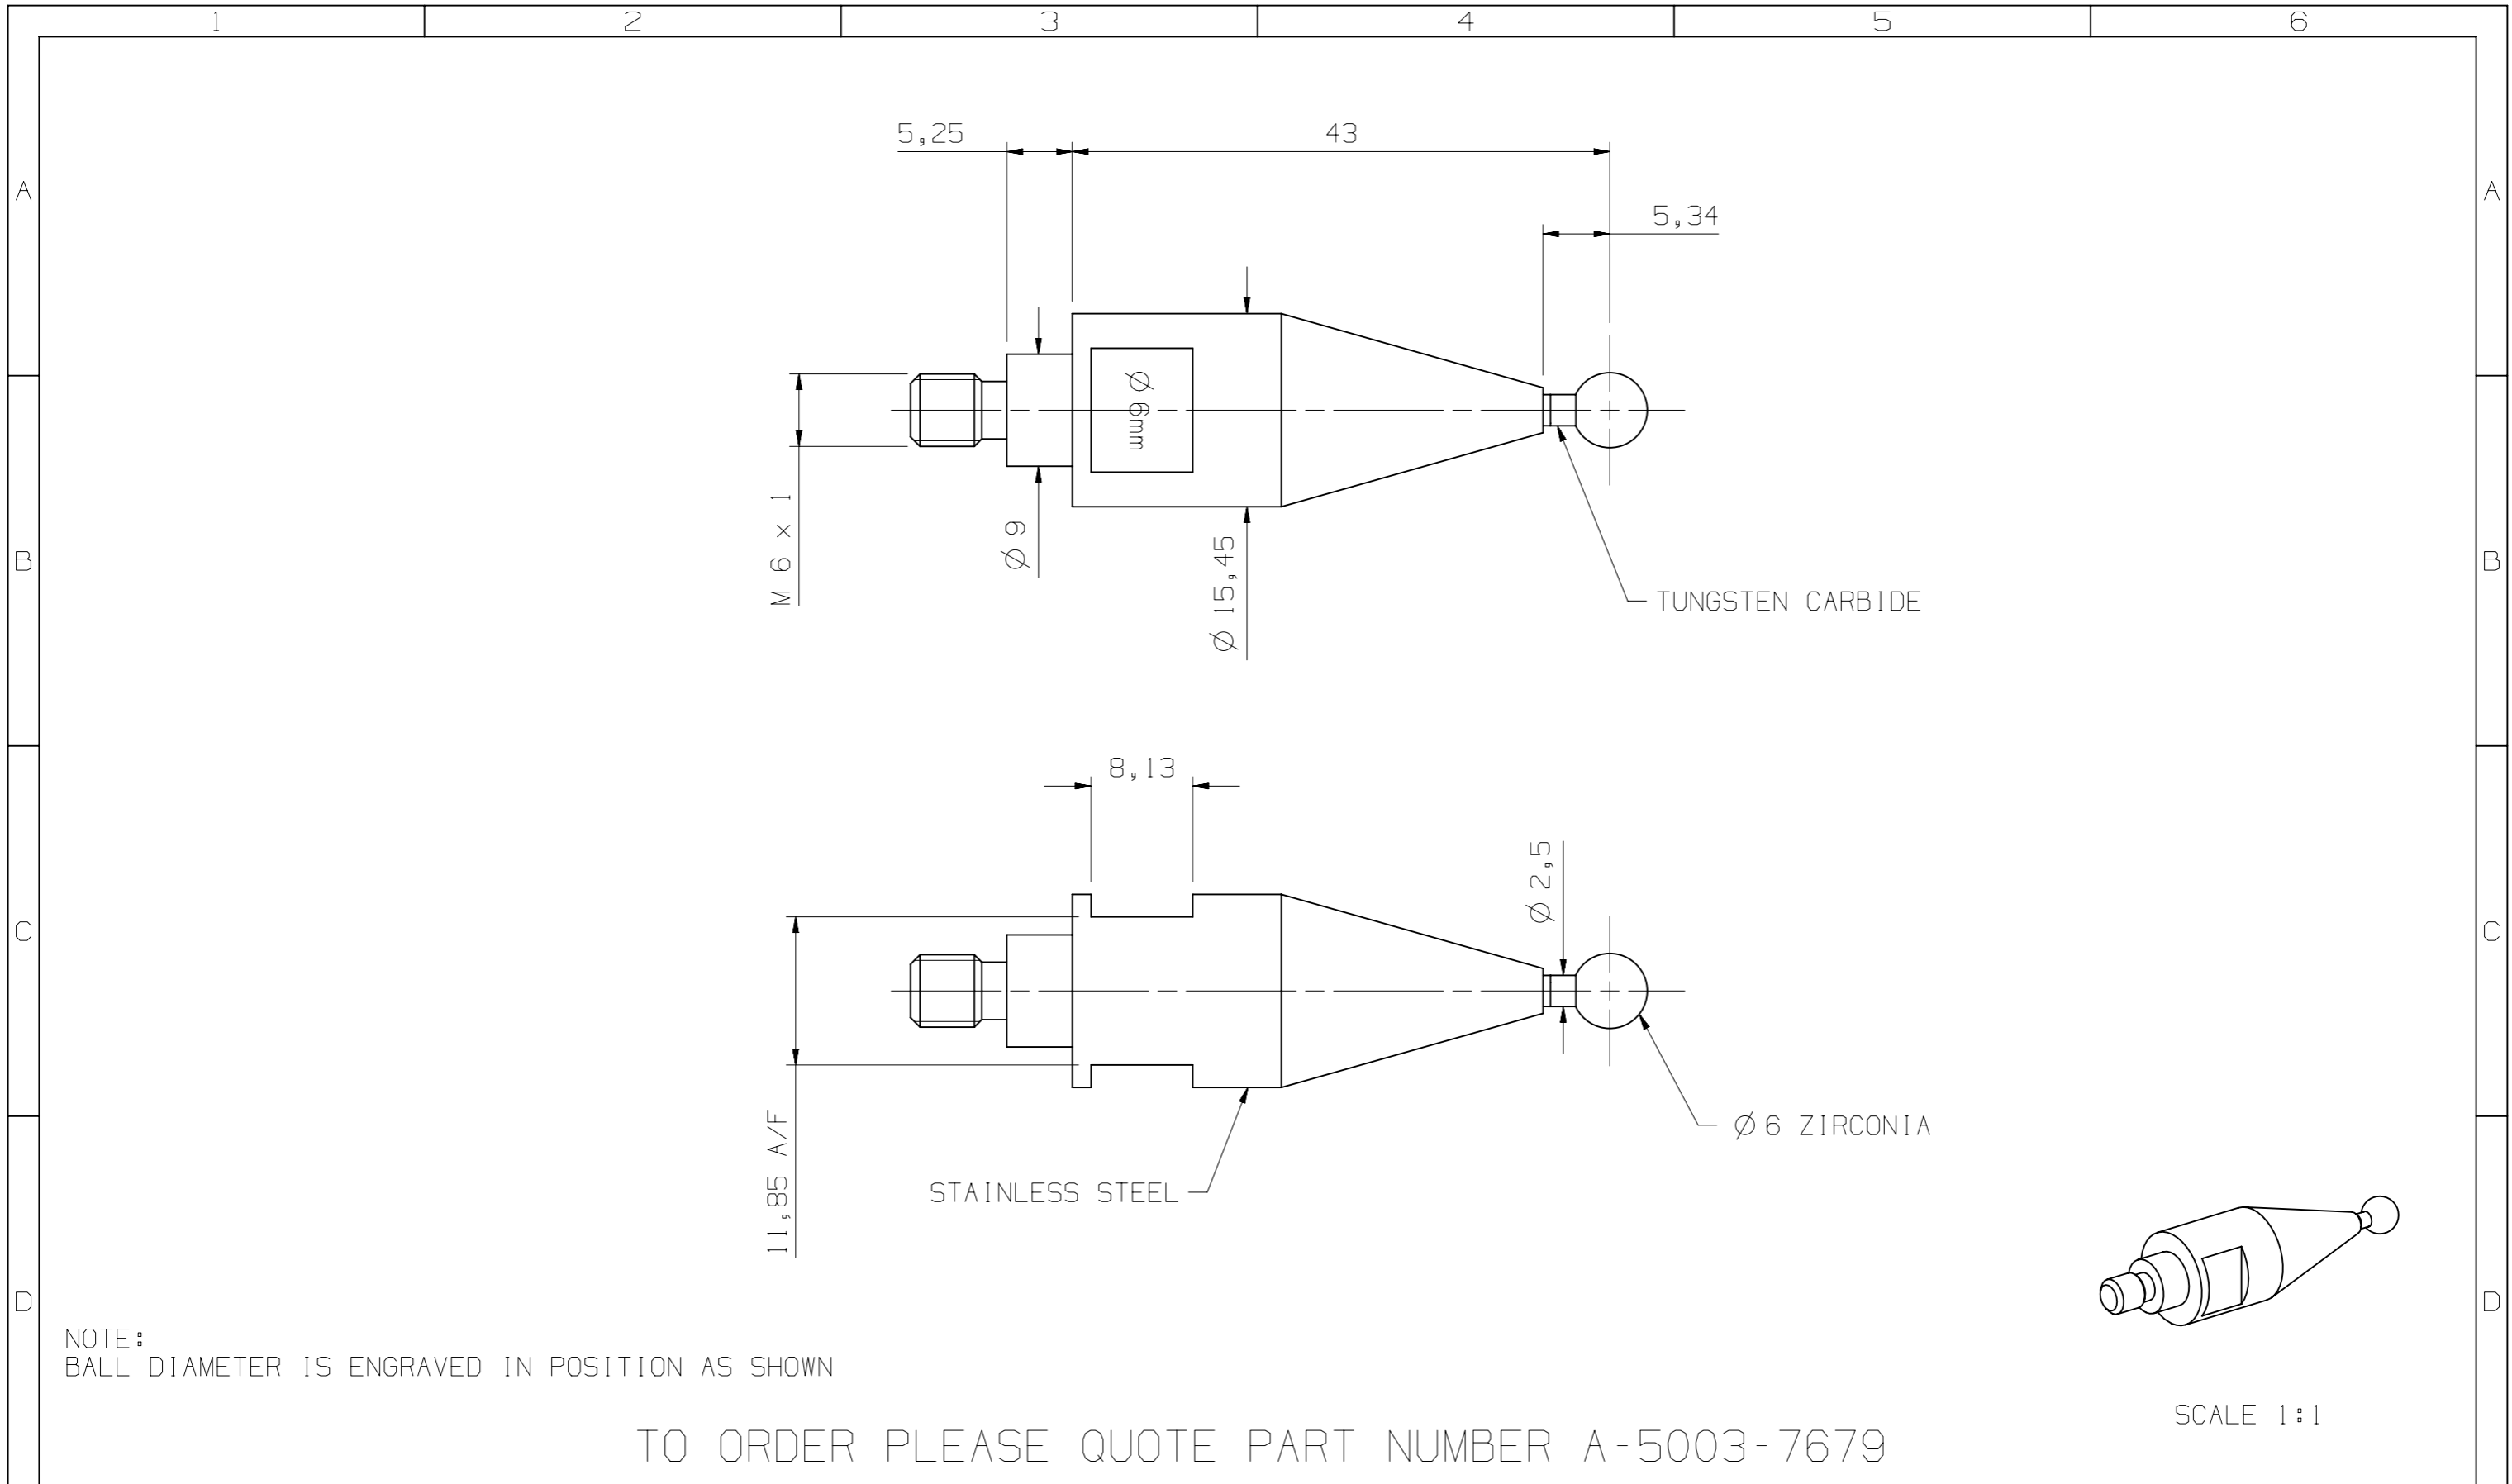 1 2 3 4 5 6
5,25
43
A
A
5,34
Ø 6mm
M 6 x 1
Ø 9
Ø 15,45
B
B
TUNGSTEN CARBIDE
8,13
Ø 2,5
C
C
11,85 A/F
Ø 6 ZIRCONIA
STAINLESS STEEL
D
D
NOTE:
BALL DIAMETER IS ENGRAVED IN POSITION AS SHOWN
SCALE 1:1
TO ORDER PLEASE QUOTE PART NUMBER A-5003-7679